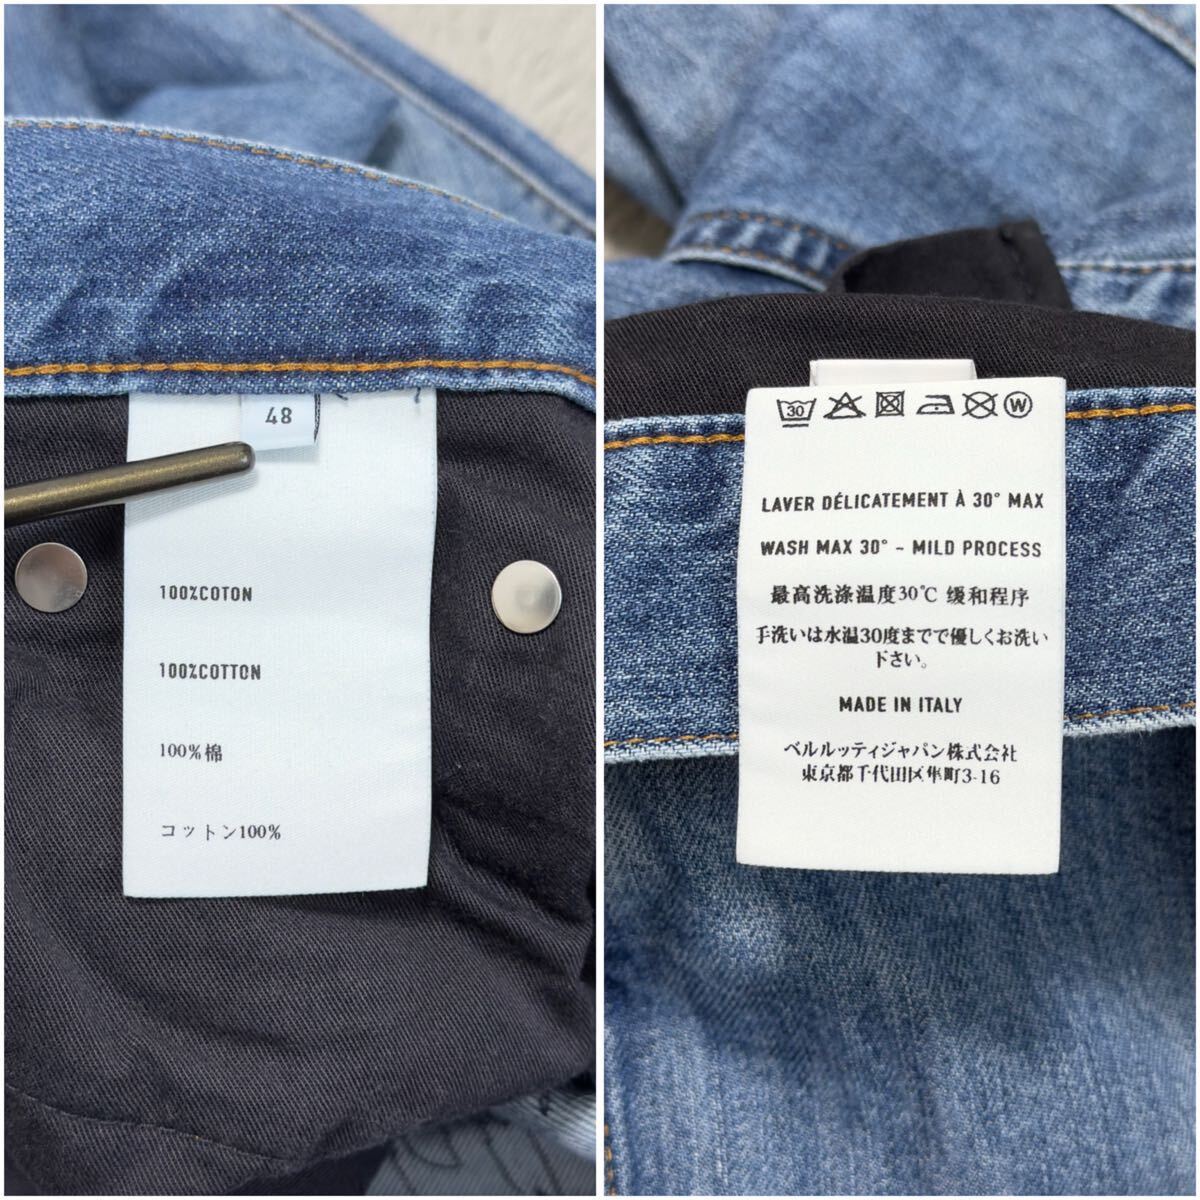 48
100%COTON
100%COTTON
100%棉
コットン100%
30
W
LAVER DÉLICATEMENT À 30° MAX
WASH MAX 30° - MILD PROCESS
最高洗涤温度30℃ 缓和程序
手洗いは水温30度までで優しくお洗い
下さい。
MADE IN ITALY
ベルルッティジャパン株式会社
東京都千代田区隼町3-16